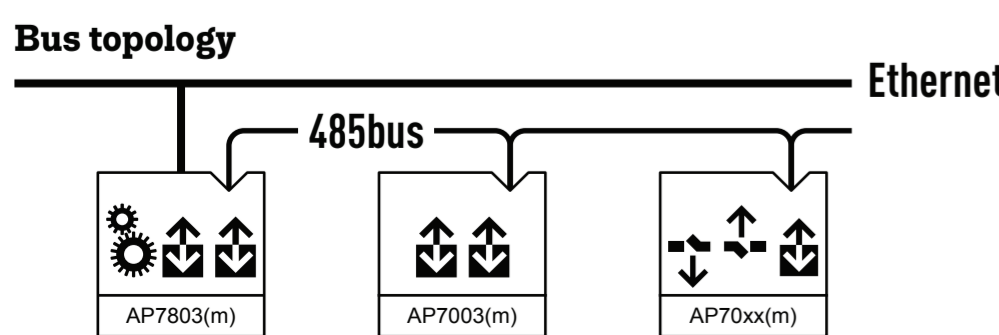 Bus topology
Ethernet
485bus
AP7803(m)
AP7003(m)
AP70xx(m)